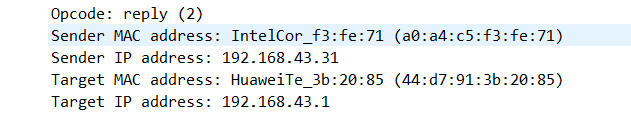 Opcode: reply (2)
Sender MAC address: IntelCor_f3:fe:71 (a0:a4:c5:f3:fe:71)
Sender IP address: 192.168.43.31
Target MAC address: HuaweiTe_3b:20:85 (44:d7:91:3b:20:85)
Target IP address: 192.168.43.1